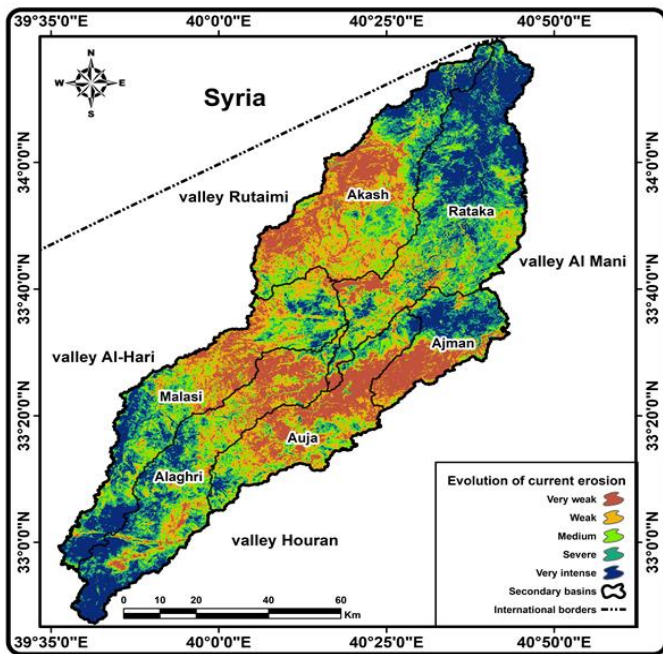 39°35'0"E 40°0'0"E 40°25'0"E 40°50'0"E
N
W E
S
Syria
34°0'0"N
34°0'0"N
valley Rutaimi
Akash
Rataka
valley Al Mani
33°40'0"N
33°40'0"N
Ajman
valley Al-Hari
Malasi
33°20'0"N
33°20'0"N
Auja
Alaghri
valley Houran
33°0'0"N
33°0'0"N
Evolution of current erosion
Very weak
Weak
Medium
Severe
Very intense
Secondary basins
International borders
0 10 20 40 60
Km
39°35'0"E 40°0'0"E 40°25'0"E 40°50'0"E